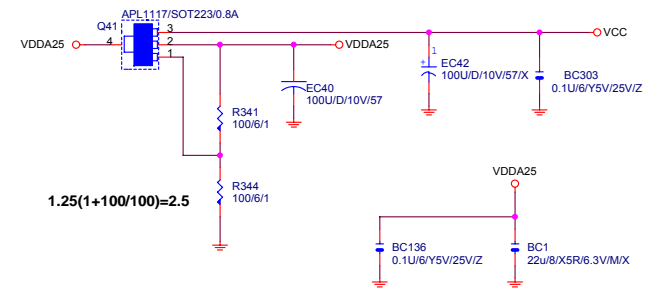 APL1117/SOT223/0.8A
Q41
3
VCC
VDDA25
4
2
VDDA25
1
1
+
EC42
100U/D/10V/57/X
BC303
0.1U/6/Y5V/25V/Z
EC40
100U/D/10V/57
R341
100/6/1
R344
100/6/1
1.25(1+100/100)=2.5
VDDA25
BC136
0.1U/6/Y5V/25V/Z
BC1
22u/8/X5R/6.3V/M/X